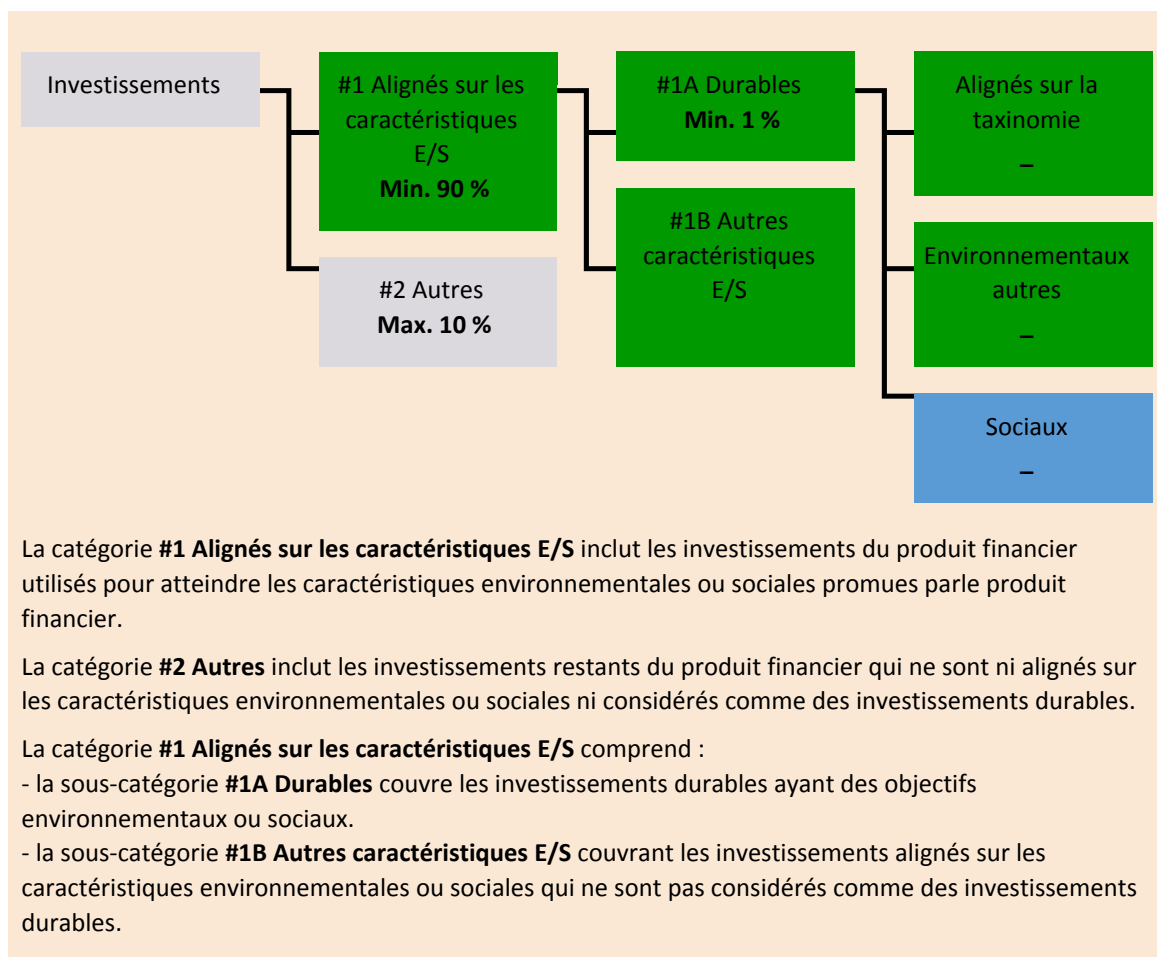 Investissements
#1 Alignés sur les
caractéristiques
E/S
Min. 90 %
#2 Autres
Max. 10 %
#1A Durables
Min. 1 %
#1B Autres
caractéristiques
E/S
Alignés sur la
taxinomie
–
Environnementaux
autres
–
Sociaux
–
La catégorie #1 Alignés sur les caractéristiques E/S inclut les investissements du produit financier
utilisés pour atteindre les caractéristiques environnementales ou sociales promues parle produit
financier.
La catégorie #2 Autres inclut les investissements restants du produit financier qui ne sont ni alignés sur
les caractéristiques environnementales ou sociales ni considérés comme des investissements durables.
La catégorie #1 Alignés sur les caractéristiques E/S comprend :
- la sous-catégorie #1A Durables couvre les investissements durables ayant des objectifs
environnementaux ou sociaux.
- la sous-catégorie #1B Autres caractéristiques E/S couvrant les investissements alignés sur les
caractéristiques environnementales ou sociales qui ne sont pas considérés comme des investissements
durables.